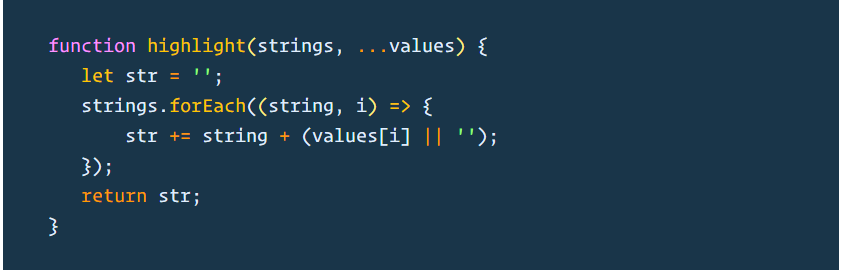 function highlight(strings, ...values) {
    let str = '';
    strings.forEach((string, i) => {
        str += string + (values[i] || '');
    });
    return str;
}